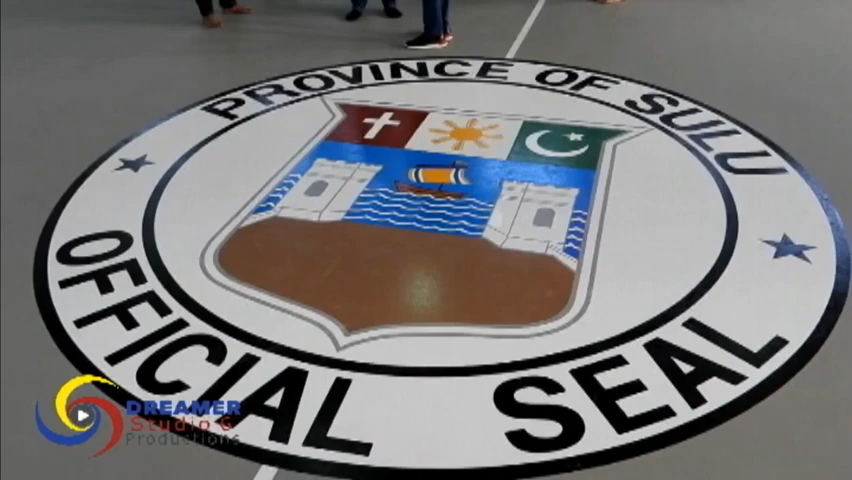 PROVINCE OF SULU
OFFICIAL SEAL
DREAMER
Studio G
Productions